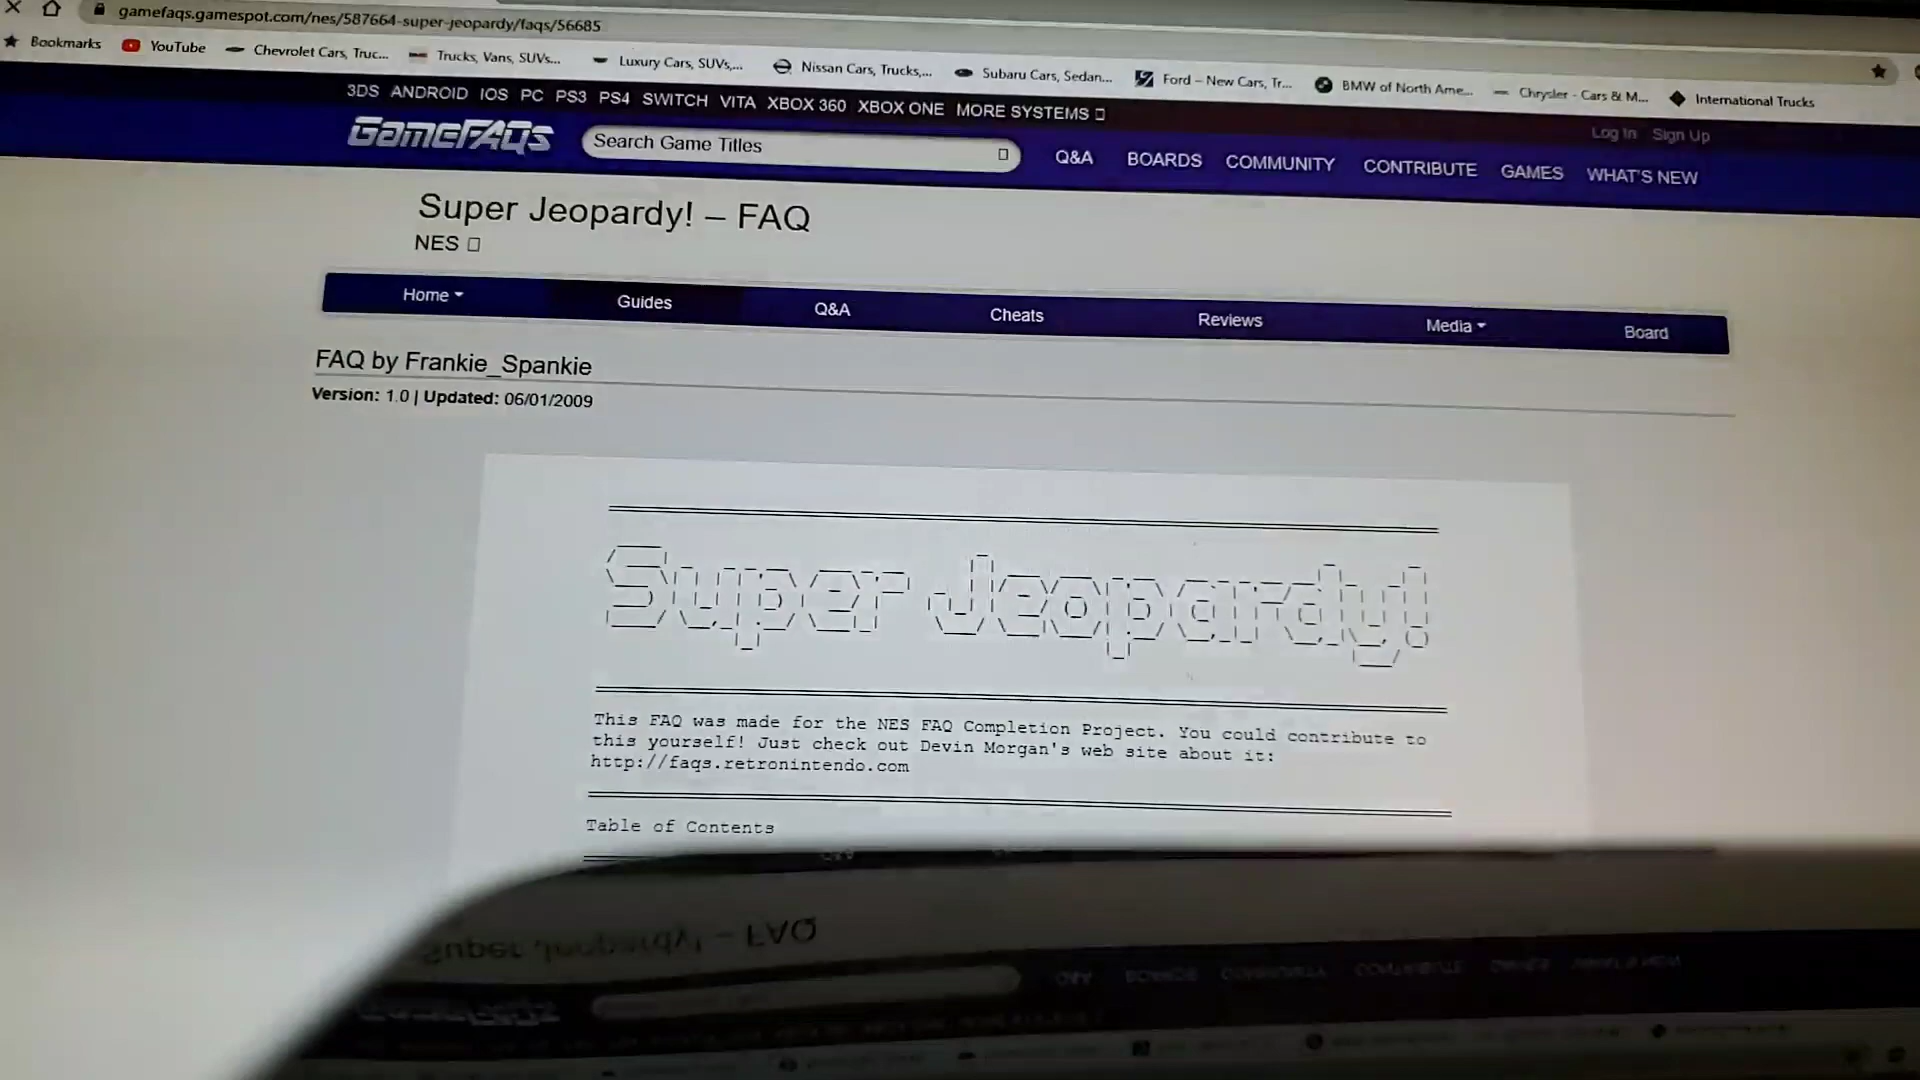 gamefaqs.gamespot.com/nes/587664-super-jeopardy/faqs/56685
Bookmarks YouTube Chevrolet Cars, Truc... Trucks, Vans, SUVs... Luxury Cars, SUVs,... Nissan Cars, Trucks,... Subaru Cars, Sedan... Ford – New Cars, Tr... BMW of North Ame... Chrysler - Cars & M... International Trucks
3DS ANDROID IOS PC PS3 PS4 SWITCH VITA XBOX 360 XBOX ONE MORE SYSTEMS
Log In Sign Up
GameFAQs Search Game Titles Q&A BOARDS COMMUNITY CONTRIBUTE GAMES WHAT'S NEW
Super Jeopardy! – FAQ
NES
Home Guides Q&A Cheats Reviews Media Board
FAQ by Frankie_Spankie
Version: 1.0 | Updated: 06/01/2009
Super Jeopardy!
This FAQ was made for the NES FAQ Completion Project. You could contribute to
this yourself! Just check out Devin Morgan's web site about it:
http://faqs.retronintendo.com
Table of Contents
Super Jeopardy! – FAQ